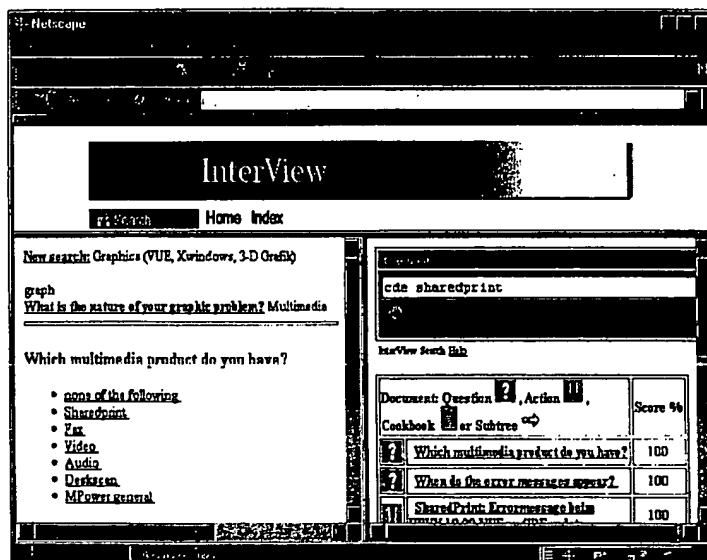 Netscape
InterView
Search Home Index
New search: Graphics (VUE, Xwindows, 3-D Grafik)
graph
What is the nature of your graphic problem? Multimedia
Which multimedia product do you have?
none of the following
Sharedprint
Fax
Video
Audio
Deskscan
MPower general
cde sharedprint
InterView Search Help
Document: Question ?, Action !!,
Cookbook or Subtree
Score %
? Which multimedia product do you have? 100
? When do the error messages appear? 100
SharedPrint: Errormessage beim 100